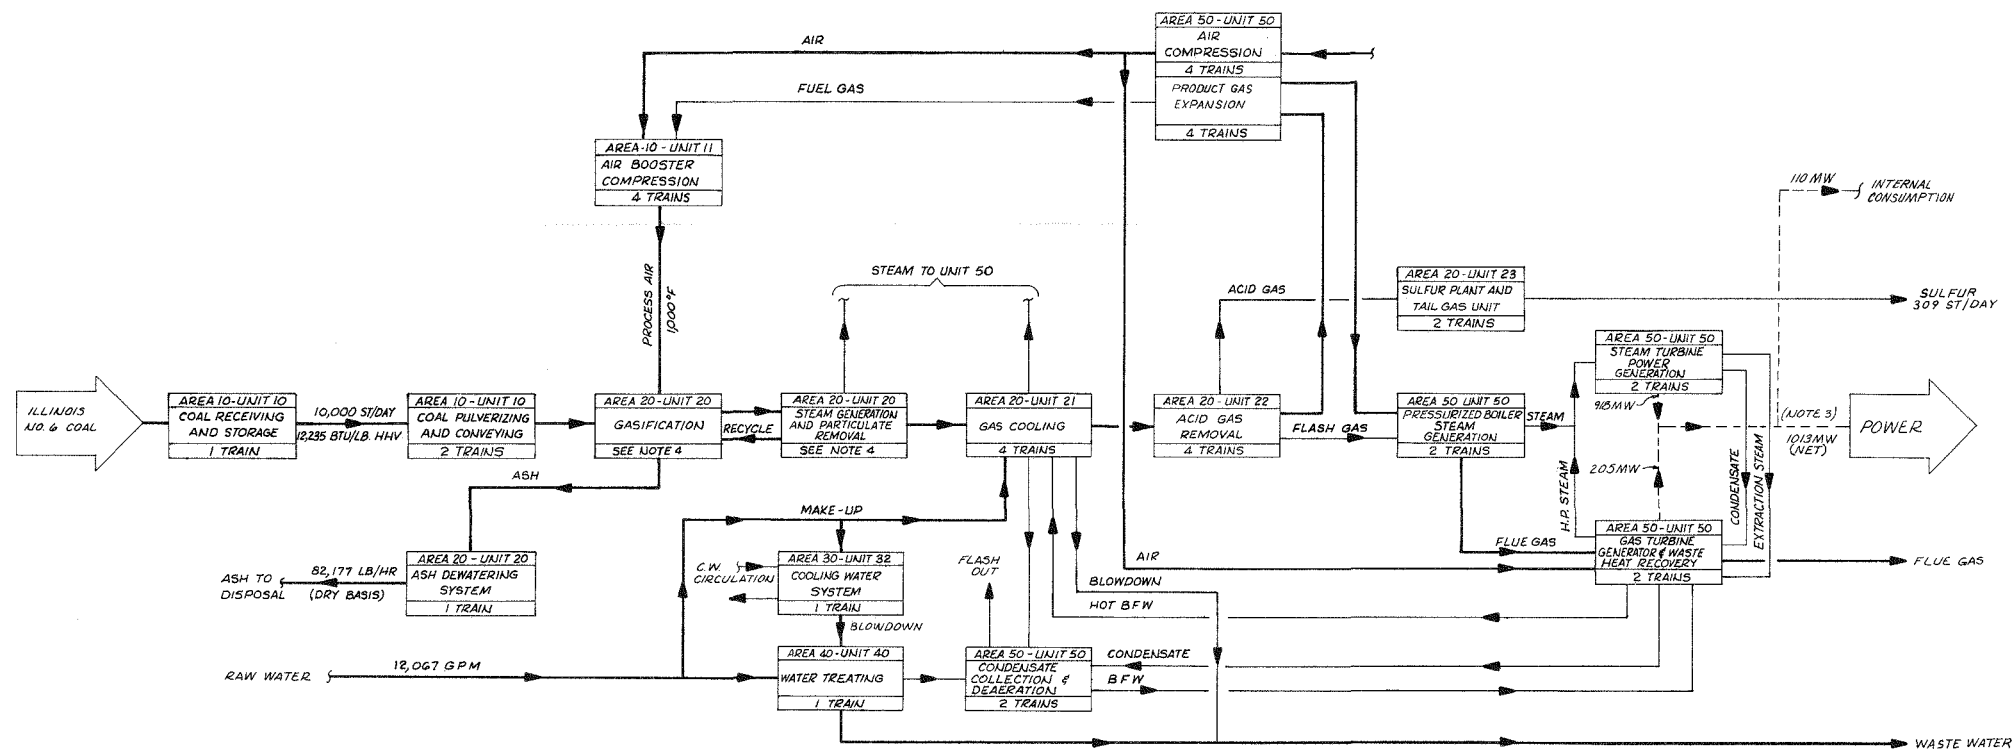 AREA 50-UNIT 50
AIR
COMPRESSION
4 TRAINS
PRODUCT GAS
EXPANSION
4 TRAINS
AIR
FUEL GAS
AREA-10-UNIT 11
AIR BOOSTER
COMPRESSION
4 TRAINS
110 MW
INTERNAL
CONSUMPTION
PROCESS AIR
1,000°F
STEAM TO UNIT 50
ACID GAS
AREA 20-UNIT 23
SULFUR PLANT AND
TAIL GAS UNIT
2 TRAINS
SULFUR
309 ST/DAY
AREA 50-UNIT 50
STEAM TURBINE
POWER
GENERATION
2 TRAINS
ILLINOIS
NO. 6 COAL
AREA 10-UNIT 10
COAL RECEIVING
AND STORAGE
1 TRAIN
10,000 ST/DAY
12,235 BTU/LB. HHV
AREA 10-UNIT 10
COAL PULVERIZING
AND CONVEYING
2 TRAINS
AREA 20-UNIT 20
GASIFICATION
SEE NOTE 4
RECYCLE
AREA 20-UNIT 20
STEAM GENERATION
AND PARTICULATE
REMOVAL
SEE NOTE 4
AREA 20-UNIT 21
GAS COOLING
4 TRAINS
AREA 20-UNIT 22
ACID GAS
REMOVAL
4 TRAINS
FLASH GAS
AREA 50 UNIT 50
PRESSURIZED BOILER
STEAM
GENERATION
2 TRAINS
STEAM
918MW
205MW
(NOTE 3)
1013MW
(NET)
POWER
H.P. STEAM
CONDENSATE
EXTRACTION STEAM
ASH
MAKE-UP
AREA 20-UNIT 20
ASH DEWATERING
SYSTEM
1 TRAIN
82,177 LB/HR
(DRY BASIS)
ASH TO
DISPOSAL
C.W.
CIRCULATION
AREA 30-UNIT 32
COOLING WATER
SYSTEM
1 TRAIN
FLASH
OUT
FLUE GAS
AIR
AREA 50-UNIT 50
GAS TURBINE
GENERATOR & WASTE
HEAT RECOVERY
2 TRAINS
FLUE GAS
BLOWDOWN
HOT BFW
BLOWDOWN
RAW WATER
12,067 GPM
AREA 40-UNIT 40
WATER TREATING
1 TRAIN
AREA 50-UNIT 50
CONDENSATE
COLLECTION &
DEAERATION
2 TRAINS
CONDENSATE
BFW
WASTE WATER